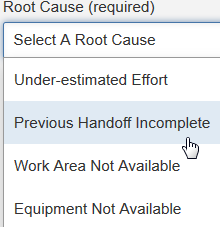 Root Cause (required)
Select A Root Cause
Under-estimated Effort
Previous Handoff Incomplete
Work Area Not Available
Equipment Not Available